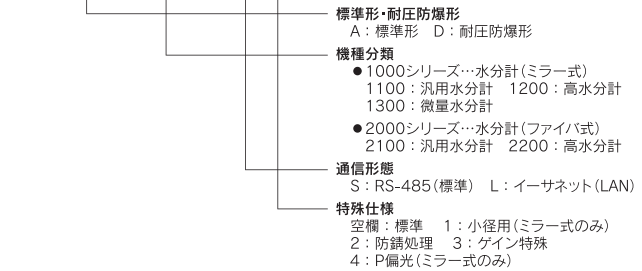 標準形・耐圧防爆形
A：標準形　D：耐圧防爆形
機種分類
●1000シリーズ…水分計（ミラー式）
1100：汎用水分計　1200：高水分計
1300：微量水分計
●2000シリーズ…水分計（ファイバ式）
2100：汎用水分計　2200：高水分計
通信形態
S：RS-485（標準）　L：イーサネット（LAN）
特殊仕様
空欄：標準　1：小径用（ミラー式のみ）
2：防錆処理　3：ゲイン特殊
4：P偏光（ミラー式のみ）